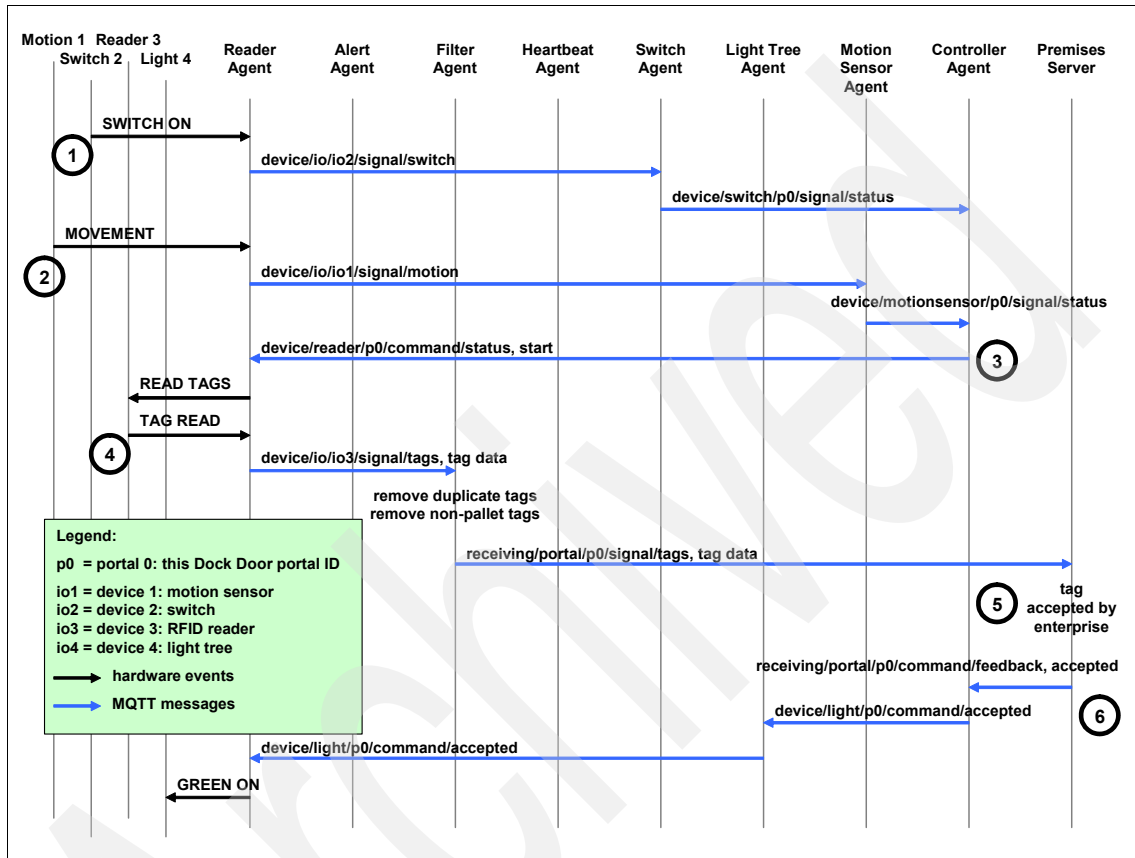 Motion 1 Reader 3
Switch 2 Light 4
Reader
Agent
Alert
Agent
Filter
Agent
Heartbeat
Agent
Switch
Agent
Light Tree
Agent
Motion
Sensor
Agent
Controller
Agent
Premises
Server
SWITCH ON
1
device/io/io2/signal/switch
device/switch/p0/signal/status
MOVEMENT
2
device/io/io1/signal/motion
device/motionsensor/p0/signal/status
device/reader/p0/command/status, start
3
READ TAGS
TAG READ
4
device/io/io3/signal/tags, tag data
remove duplicate tags
remove non-pallet tags
Legend:
p0 = portal 0: this Dock Door portal ID
io1 = device 1: motion sensor
io2 = device 2: switch
io3 = device 3: RFID reader
io4 = device 4: light tree
hardware events
MQTT messages
receiving/portal/p0/signal/tags, tag data
5
tag
accepted by
enterprise
receiving/portal/p0/command/feedback, accepted
6
device/light/p0/command/accepted
device/light/p0/command/accepted
GREEN ON
Archived